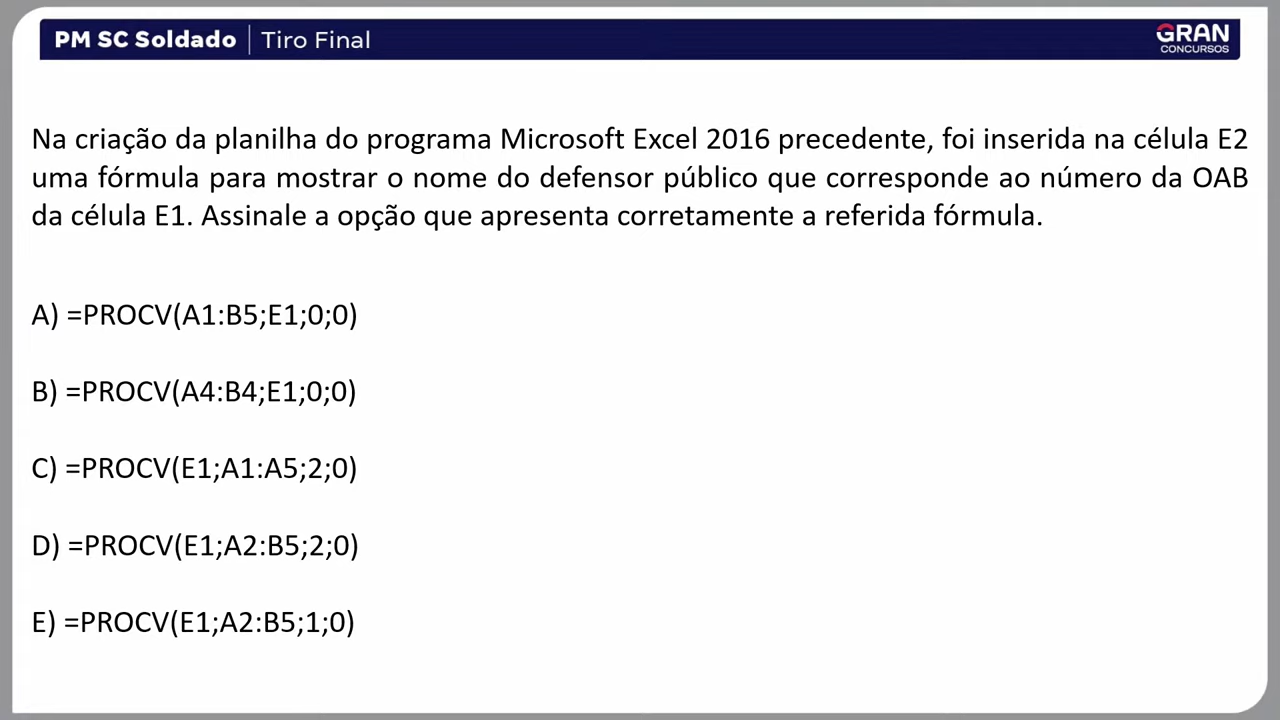 PM SC Soldado | Tiro Final
GRAN
CONCURSOS
Na criação da planilha do programa Microsoft Excel 2016 precedente, foi inserida na célula E2
uma fórmula para mostrar o nome do defensor público que corresponde ao número da OAB
da célula E1. Assinale a opção que apresenta corretamente a referida fórmula.
A) =PROCV(A1:B5;E1;0;0)
B) =PROCV(A4:B4;E1;0;0)
C) =PROCV(E1;A1:A5;2;0)
D) =PROCV(E1;A2:B5;2;0)
E) =PROCV(E1;A2:B5;1;0)